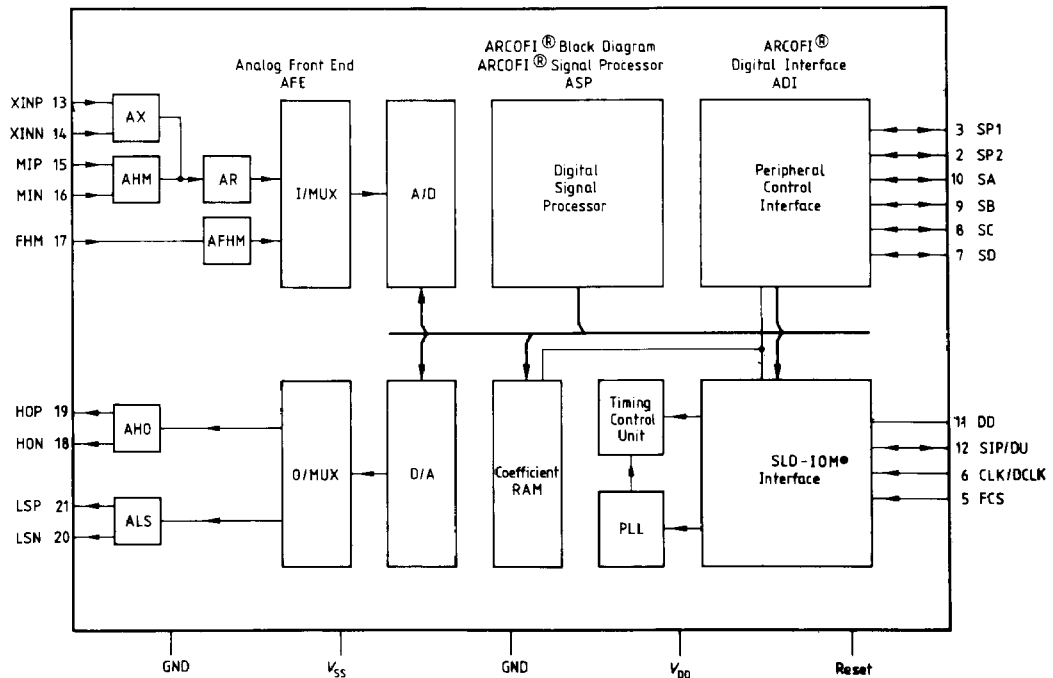 ARCOFI® Block Diagram
ARCOFI® Signal Processor
ASP
ARCOFI®
Digital Interface
ADI
Analog Front End
AFE
XINP 13
XINN 14
MIP 15
MIN 16
FHM 17
AX
AHM
AR
AFHM
I/MUX
A/D
Digital
Signal
Processor
Peripheral
Control
Interface
3 SP1
2 SP2
10 SA
9 SB
8 SC
7 SD
HOP 19
HON 18
LSP 21
LSN 20
AHO
ALS
O/MUX
D/A
Coefficient
RAM
Timing
Control
Unit
PLL
SLD-IOM®
Interface
11 DD
12 SIP/DU
6 CLK/DCLK
5 FCS
GND
VSS
GND
VDD
Reset